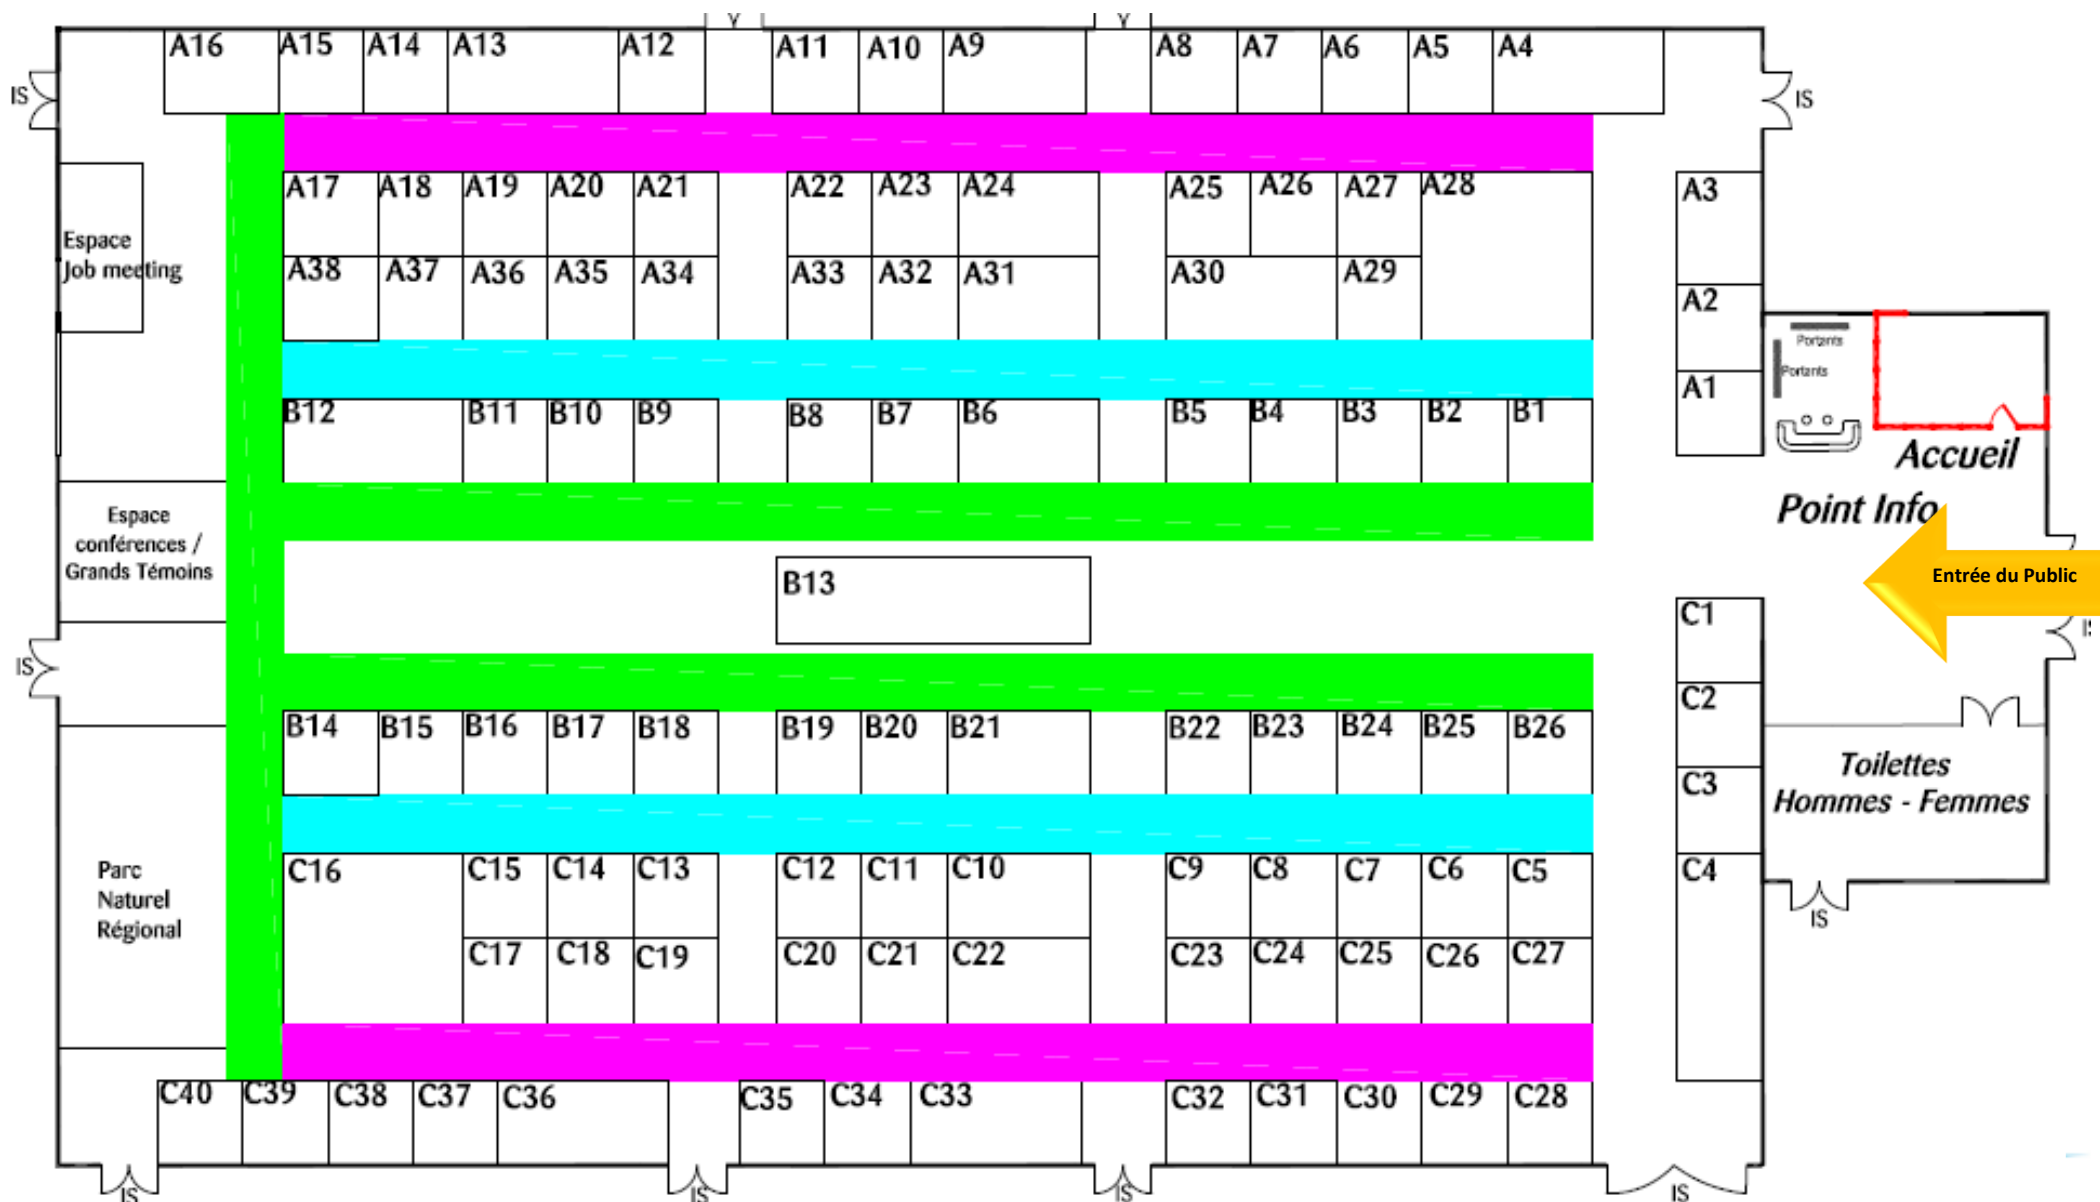 A16 A15 A14 A13 A12 A11 A10 A9 A8 A7 A6 A5 A4
IS
IS
A17 A18 A19 A20 A21 A22 A23 A24 A25 A26 A27 A28
A3
Espace
Job meeting
A38 A37 A36 A35 A34 A33 A32 A31 A30 A29
A2
Portants
Portants
A1
B12 B11 B10 B9 B8 B7 B6 B5 B4 B3 B2 B1
Accueil
Point Info
Espace
conférences /
Grands Témoins
B13
Entrée du Public
C1
IS
IS
C2
B14 B15 B16 B17 B18 B19 B20 B21 B22 B23 B24 B25 B26
C3
Toilettes
Hommes - Femmes
C16 C15 C14 C13 C12 C11 C10 C9 C8 C7 C6 C5
C4
Parc
Naturel
Régional
IS
C17 C18 C19 C20 C21 C22 C23 C24 C25 C26 C27
C40 C39 C38 C37 C36 C35 C34 C33 C32 C31 C30 C29 C28
IS IS IS IS